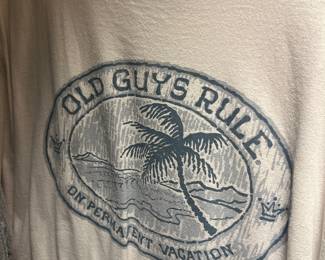 OLD GUYS RULE
ON PERMANENT VACATION